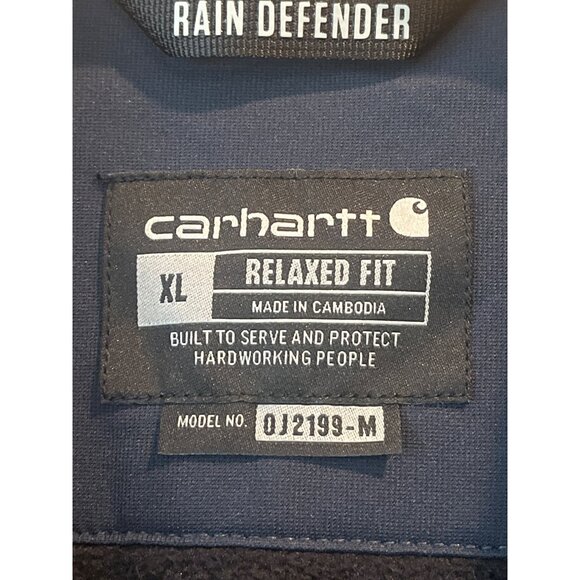 RAIN DEFENDER
carhartt
XL
RELAXED FIT
MADE IN CAMBODIA
BUILT TO SERVE AND PROTECT
HARDWORKING PEOPLE
MODEL NO. OJ2199-M